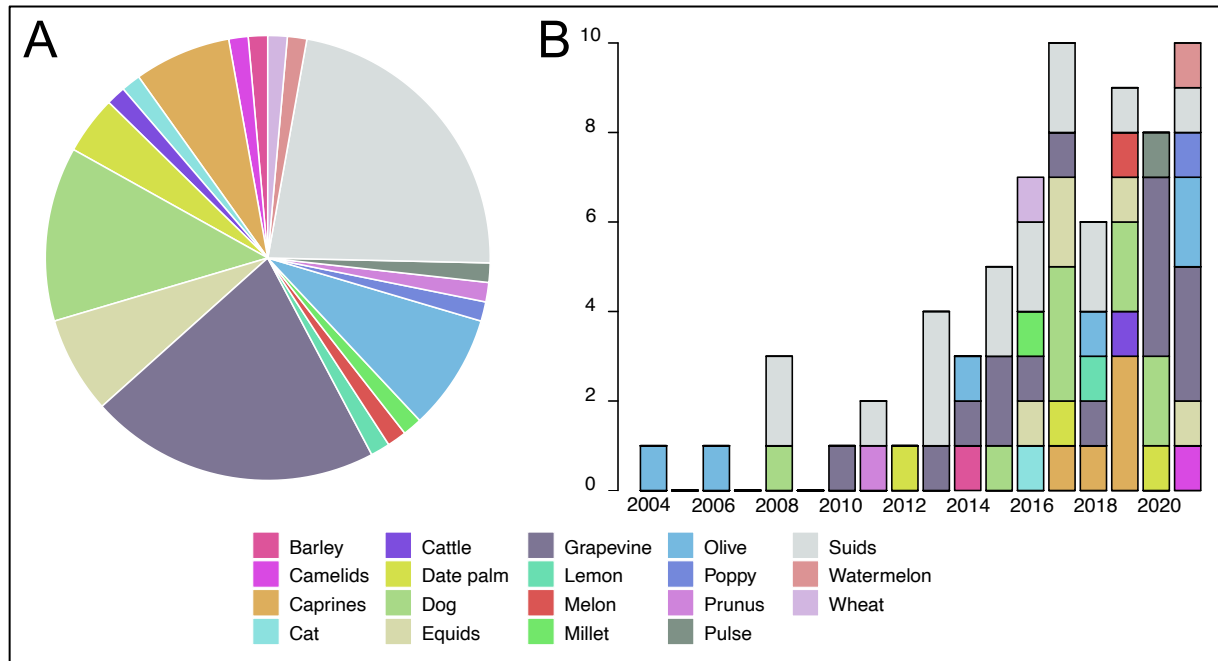 A
B
10
8
6
4
2
0
2004 2006 2008 2010 2012 2014 2016 2018 2020
Barley Cattle Grapevine Olive Suids
Camelids Date palm Lemon Poppy Watermelon
Caprines Dog Melon Prunus Wheat
Cat Equids Millet Pulse